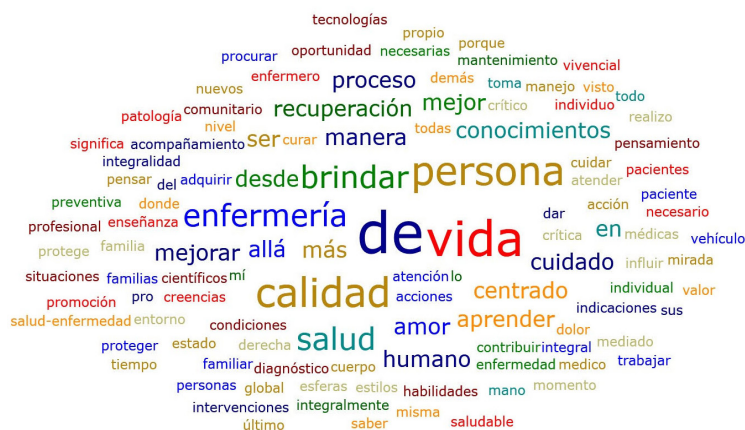 tecnologías
propio
porque
procurar oportunidad necesarias
mantenimiento vivencial
enfermero proceso demás toma manejo visto todo
nuevos
patología comunitario recuperación mejor crítico individuo realizo
nivel
significa acompañamiento ser curar manera todas conocimientos pensamiento
integralidad
pensar del adquirir desde brindar persona cuidar pacientes
atender
preventiva donde acción paciente
profesional enseñanza enfermería de vida dar en médicas necesario
vehículo
protege familia mejorar allá más crítica cuidado influir mirada
situaciones familias científicos mí calidad atención lo centrado individual valor
promoción pro creencias acciones indicaciones sus
salud-enfermedad entorno condiciones salud amor aprender dolor
proteger estado derecha humano contribuir integral mediado
tiempo familiar diagnóstico cuerpo enfermedad medico trabajar
personas global esferas estilos habilidades mano momento
intervenciones integralmente misma
último saber saludable